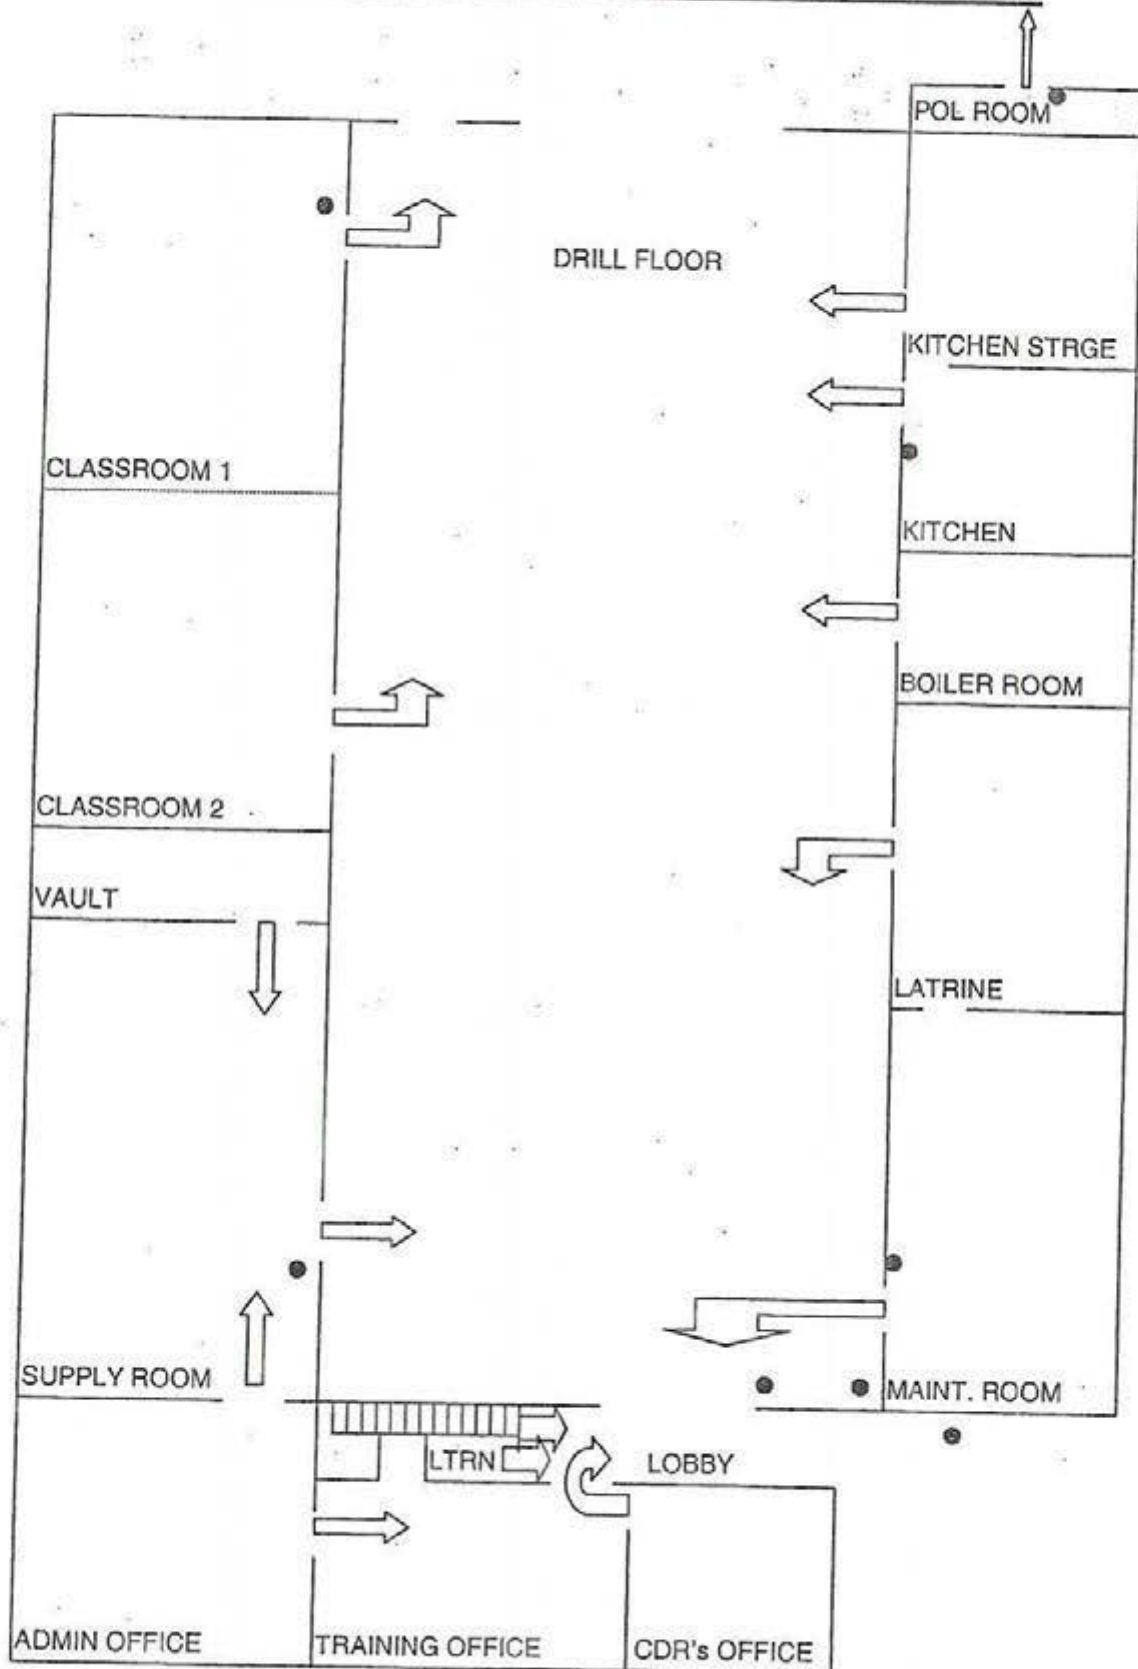 POL ROOM
DRILL FLOOR
KITCHEN STRGE
CLASSROOM 1
KITCHEN
BOILER ROOM
CLASSROOM 2
VAULT
LATRINE
SUPPLY ROOM
MAINT. ROOM
LTRN
LOBBY
ADMIN OFFICE
TRAINING OFFICE
CDR's OFFICE